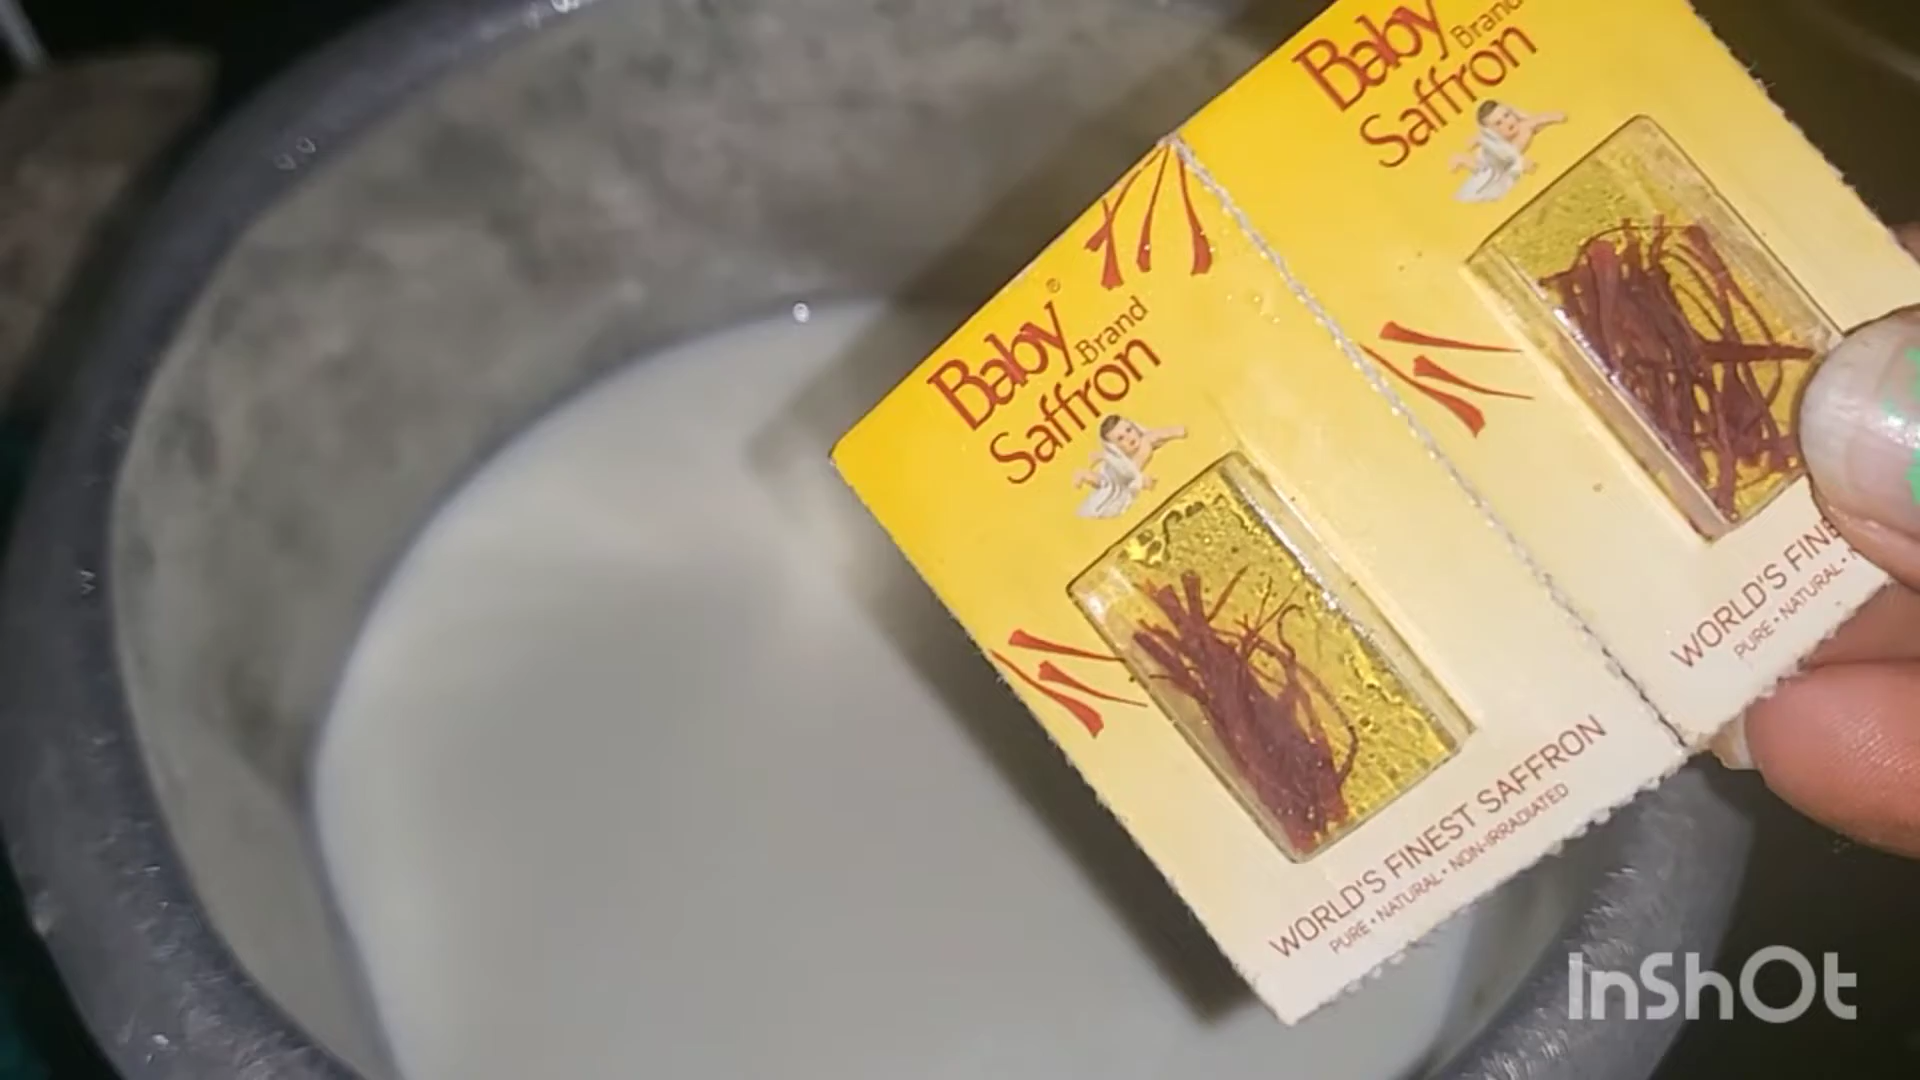 Baby®
Brand
Saffron
WORLD'S FINEST SAFFRON
PURE • NATURAL • NON-IRRADIATED
Baby
Brand
Saffron
WORLD'S FINE
PURE • NATURAL •
InShOt